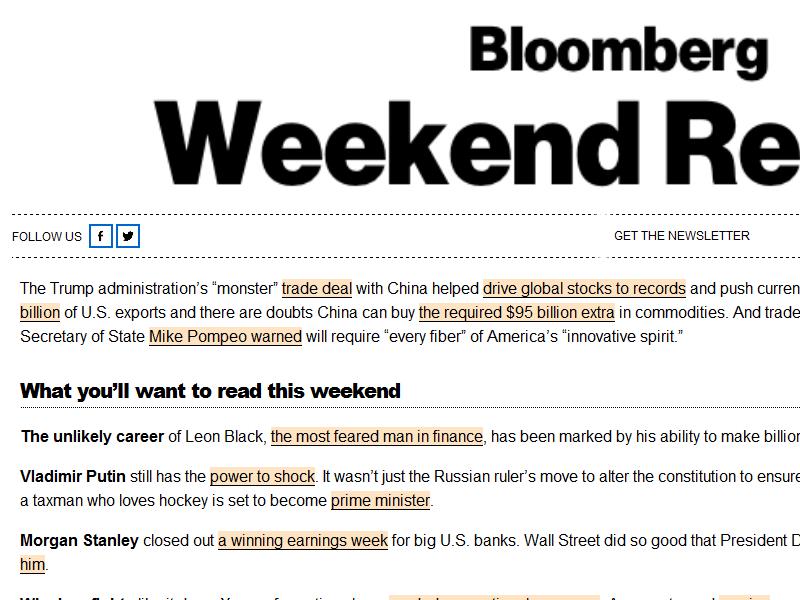 Bloomberg
Weekend Re
FOLLOW US
GET THE NEWSLETTER
The Trump administration’s “monster” trade deal with China helped drive global stocks to records and push curren
billion of U.S. exports and there are doubts China can buy the required $95 billion extra in commodities. And trade
Secretary of State Mike Pompeo warned will require “every fiber” of America’s “innovative spirit.”
What you’ll want to read this weekend
The unlikely career of Leon Black, the most feared man in finance, has been marked by his ability to make billion
Vladimir Putin still has the power to shock. It wasn’t just the Russian ruler’s move to alter the constitution to ensure
a taxman who loves hockey is set to become prime minister.
Morgan Stanley closed out a winning earnings week for big U.S. banks. Wall Street did so good that President D
him.